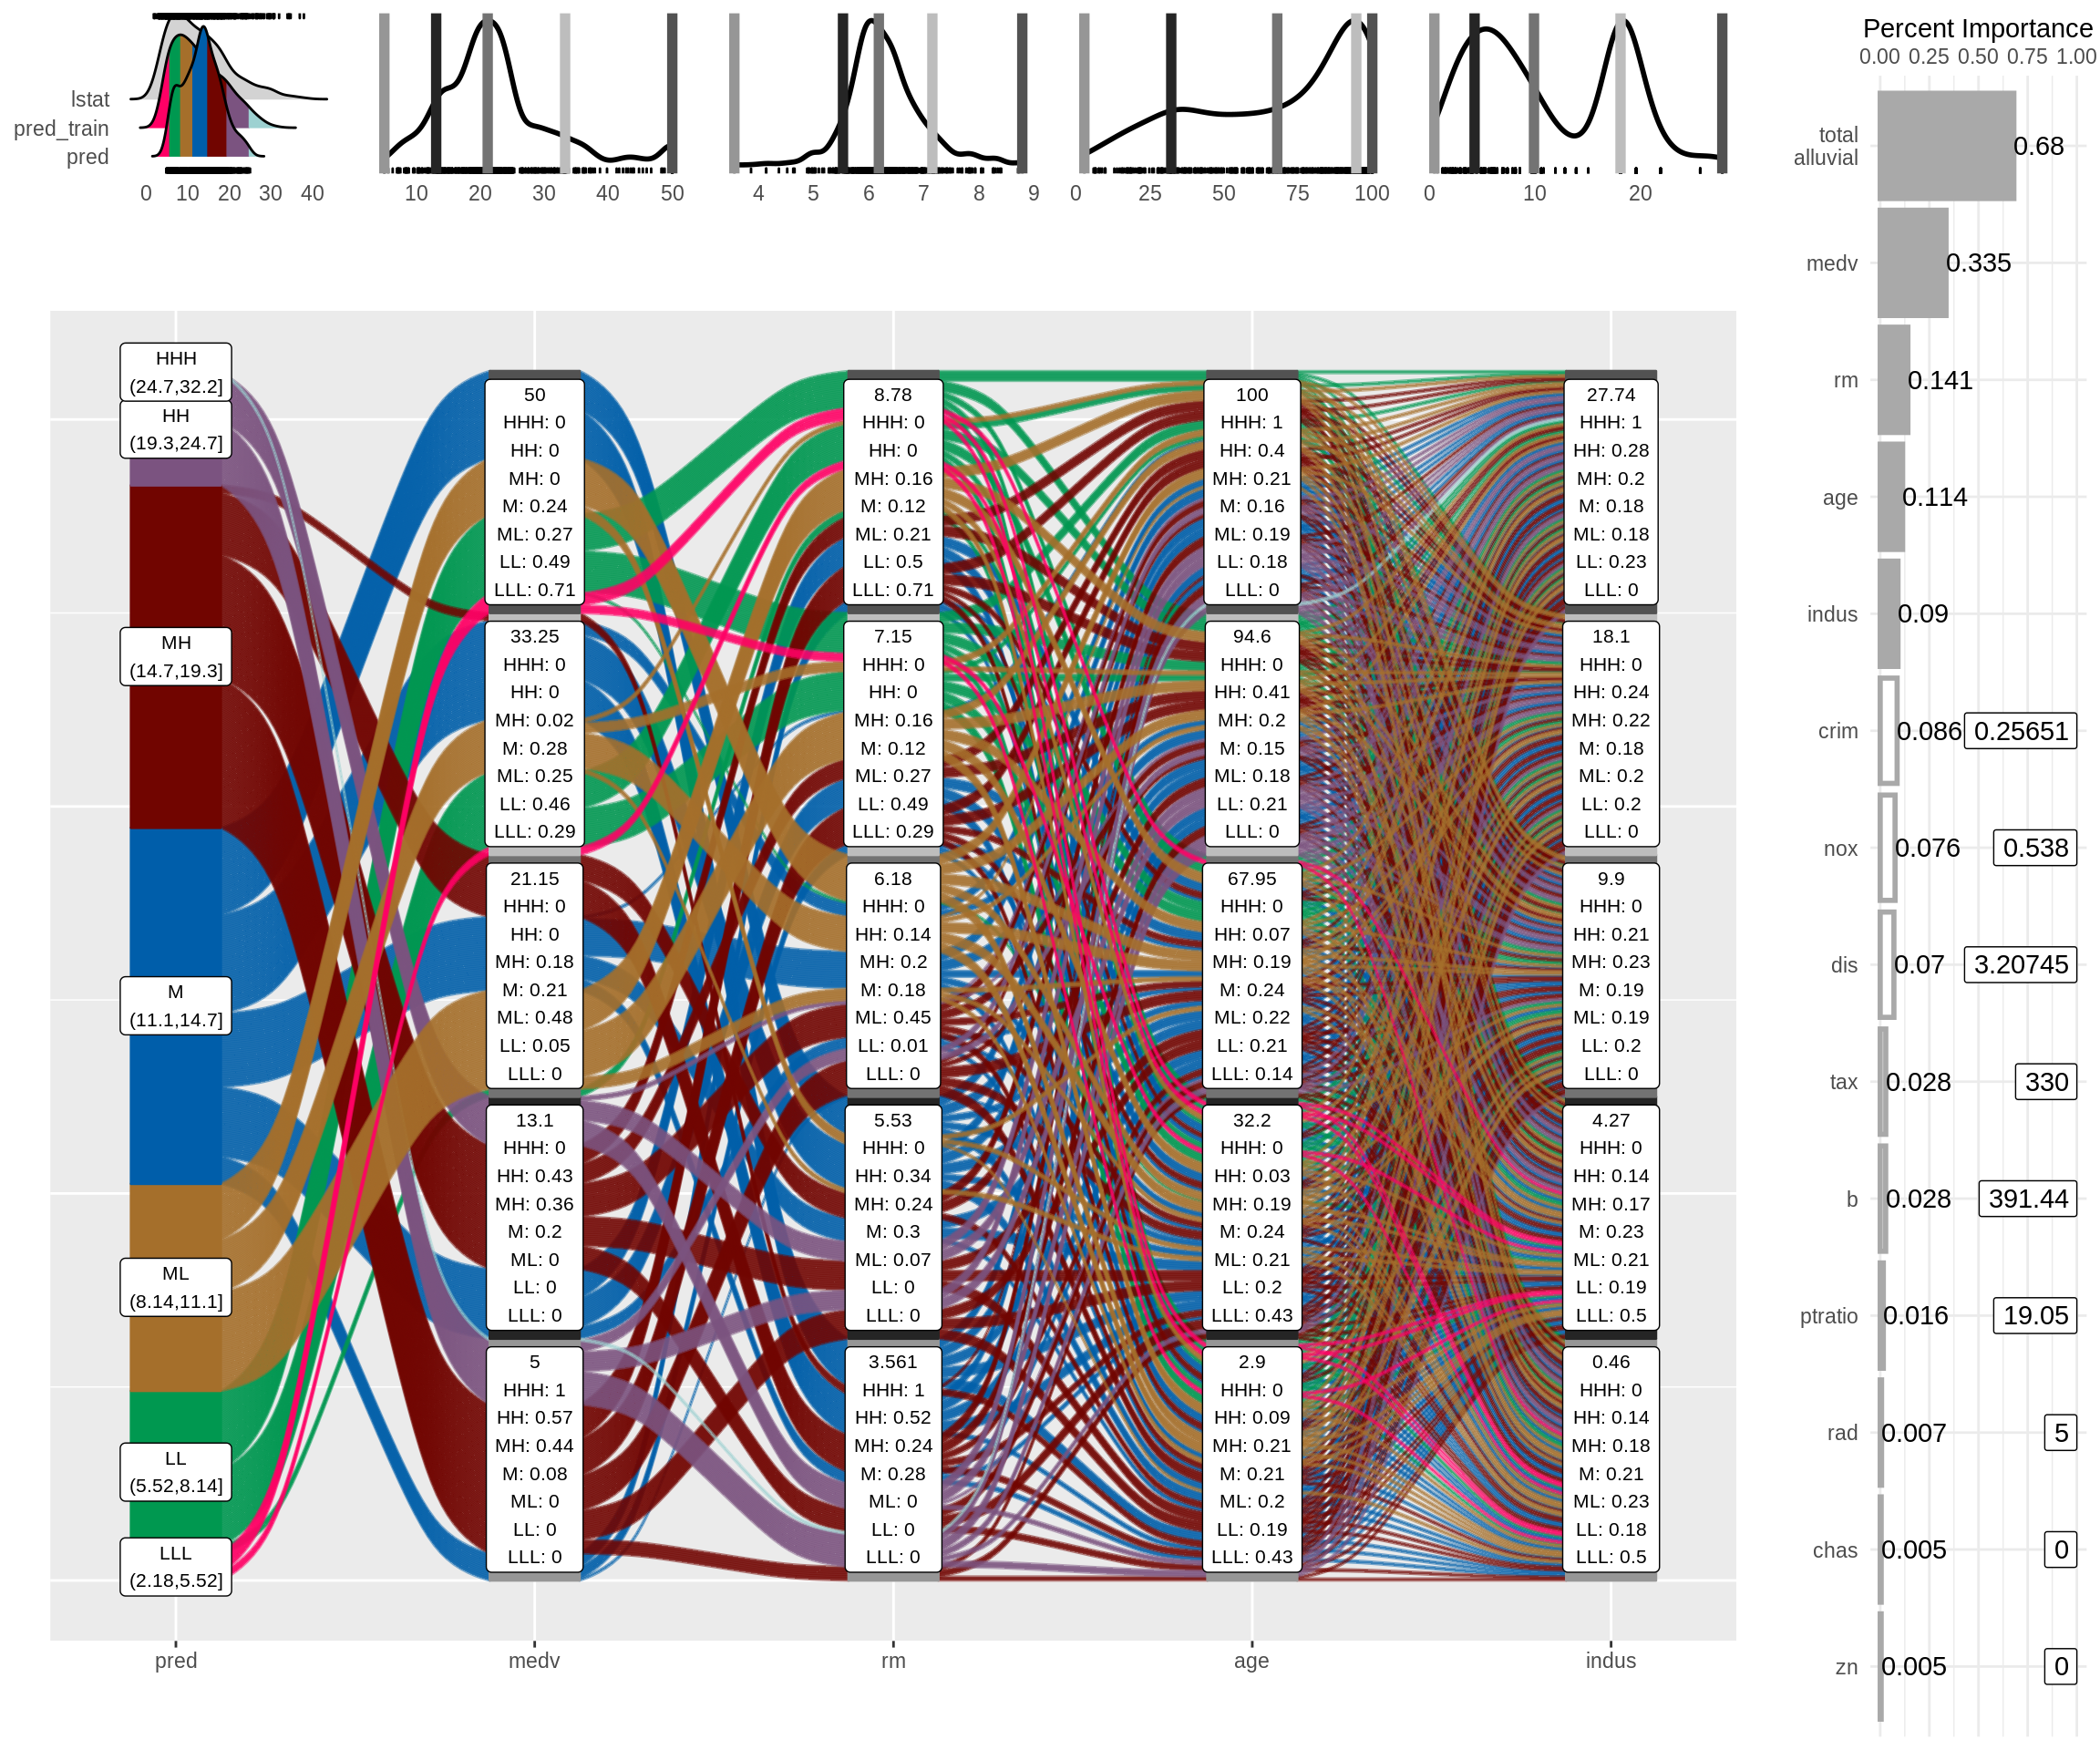 lstat
pred_train
pred
0 10 20 30 40
10 20 30 40 50
4 5 6 7 8 9
0 25 50 75 100
0 10 20
HHH
(24.7,32.2]
HH
(19.3,24.7]
MH
(14.7,19.3]
M
(11.1,14.7]
ML
(8.14,11.1]
LL
(5.52,8.14]
LLL
(2.18,5.52]
50
HHH: 0
HH: 0
MH: 0
M: 0.24
ML: 0.27
LL: 0.49
LLL: 0.71
33.25
HHH: 0
HH: 0
MH: 0.02
M: 0.28
ML: 0.25
LL: 0.46
LLL: 0.29
21.15
HHH: 0
HH: 0
MH: 0.18
M: 0.21
ML: 0.48
LL: 0.05
LLL: 0
13.1
HHH: 0
HH: 0.43
MH: 0.36
M: 0.2
ML: 0
LL: 0
LLL: 0
5
HHH: 1
HH: 0.57
MH: 0.44
M: 0.08
ML: 0
LL: 0
LLL: 0
8.78
HHH: 0
HH: 0
MH: 0.16
M: 0.12
ML: 0.21
LL: 0.5
LLL: 0.71
7.15
HHH: 0
HH: 0
MH: 0.16
M: 0.12
ML: 0.27
LL: 0.49
LLL: 0.29
6.18
HHH: 0
HH: 0.14
MH: 0.2
M: 0.18
ML: 0.45
LL: 0.01
LLL: 0
5.53
HHH: 0
HH: 0.34
MH: 0.24
M: 0.3
ML: 0.07
LL: 0
LLL: 0
3.561
HHH: 1
HH: 0.52
MH: 0.24
M: 0.28
ML: 0
LL: 0
LLL: 0
100
HHH: 1
HH: 0.4
MH: 0.21
M: 0.16
ML: 0.19
LL: 0.18
LLL: 0
94.6
HHH: 0
HH: 0.41
MH: 0.2
M: 0.15
ML: 0.18
LL: 0.21
LLL: 0
67.95
HHH: 0
HH: 0.07
MH: 0.19
M: 0.24
ML: 0.22
LL: 0.21
LLL: 0.14
32.2
HHH: 0
HH: 0.03
MH: 0.19
M: 0.24
ML: 0.21
LL: 0.2
LLL: 0.43
2.9
HHH: 0
HH: 0.09
MH: 0.21
M: 0.21
ML: 0.2
LL: 0.19
LLL: 0.43
27.74
HHH: 1
HH: 0.28
MH: 0.2
M: 0.18
ML: 0.18
LL: 0.23
LLL: 0
18.1
HHH: 0
HH: 0.24
MH: 0.22
M: 0.18
ML: 0.2
LL: 0.2
LLL: 0
9.9
HHH: 0
HH: 0.21
MH: 0.23
M: 0.19
ML: 0.19
LL: 0.2
LLL: 0
4.27
HHH: 0
HH: 0.14
MH: 0.17
M: 0.23
ML: 0.21
LL: 0.19
LLL: 0.5
0.46
HHH: 0
HH: 0.14
MH: 0.18
M: 0.21
ML: 0.23
LL: 0.18
LLL: 0.5
pred medv rm age indus
Percent Importance
0.00 0.25 0.50 0.75 1.00
total
alluvial 0.68
medv 0.335
rm 0.141
age 0.114
indus 0.09
crim 0.086 0.25651
nox 0.076 0.538
dis 0.07 3.20745
tax 0.028 330
b 0.028 391.44
ptratio 0.016 19.05
rad 0.007 5
chas 0.005 0
zn 0.005 0